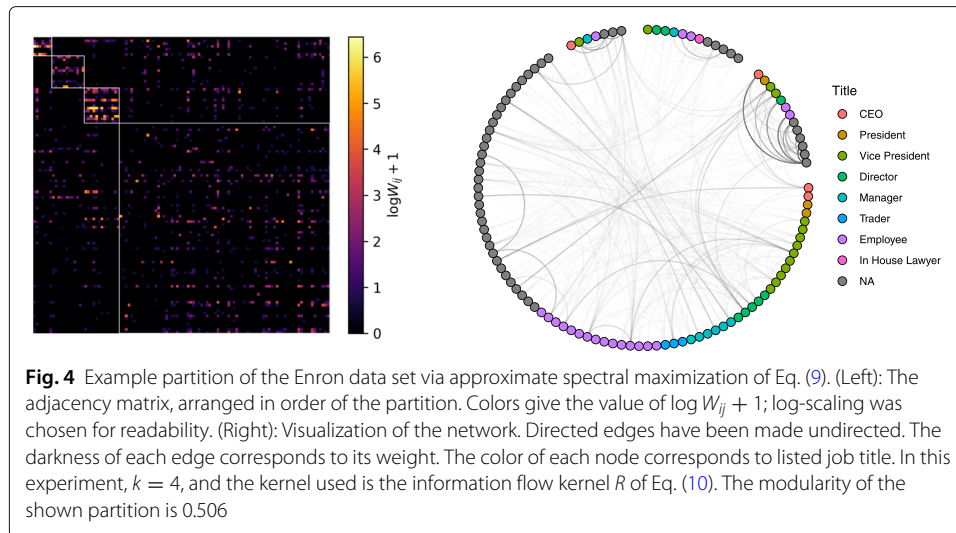 6
5
4
3
2
1
0
log W_ij + 1
Title
CEO
President
Vice President
Director
Manager
Trader
Employee
In House Lawyer
NA
Fig. 4 Example partition of the Enron data set via approximate spectral maximization of Eq. (9). (Left): The
adjacency matrix, arranged in order of the partition. Colors give the value of log W_ij + 1; log-scaling was
chosen for readability. (Right): Visualization of the network. Directed edges have been made undirected. The
darkness of each edge corresponds to its weight. The color of each node corresponds to listed job title. In this
experiment, k = 4, and the kernel used is the information flow kernel R of Eq. (10). The modularity of the
shown partition is 0.506